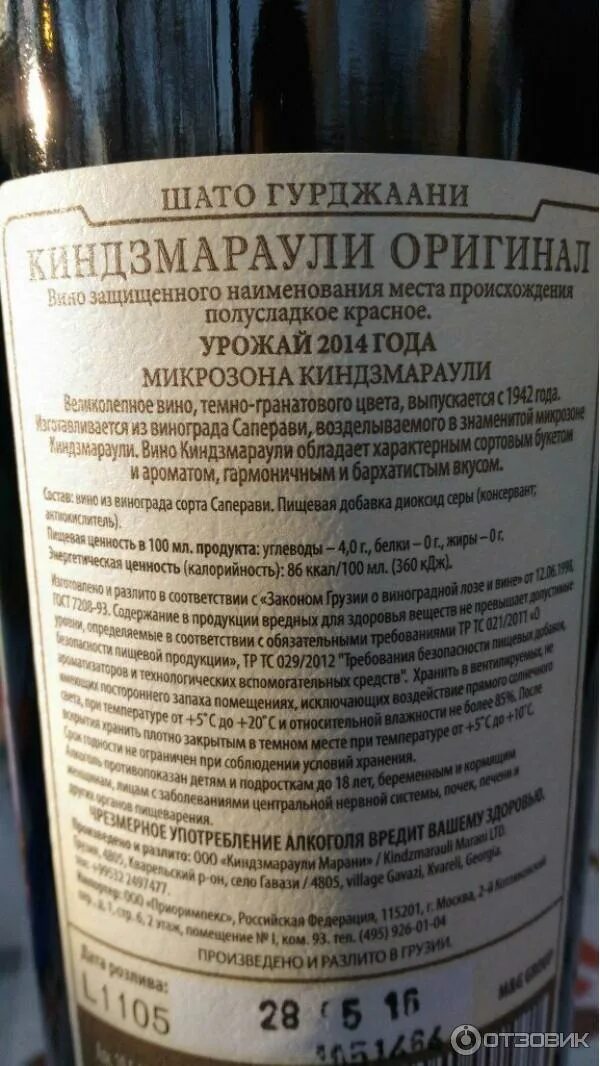 ШАТО ГУРДЖААНИ
КИНДЗМАРАУЛИ ОРИГИНАЛ
Вино защищенного наименования места происхождения
полусладкое красное.
УРОЖАЙ 2014 ГОДА
МИКРОЗОНА КИНДЗМАРАУЛИ
Великолепное вино, темно-гранатового цвета, выпускается с 1942 года.
Изготавливается из винограда Саперави, возделываемого в знаменитой микрозоне
Киндзмараули. Вино Киндзмараули обладает характерным сортовым букетом
и ароматом, гармоничным и бархатистым вкусом.
Состав: вино из винограда сорта Саперави. Пищевая добавка диоксид серы (консервант;
антиокислитель).
Пищевая ценность в 100 мл. продукта: углеводы – 4,0 г., белки – 0 г., жиры – 0 г.
Энергетическая ценность (калорийность): 86 ккал/100 мл. (360 кДж).
Изготовлено и разлито в соответствии с «Законом Грузии о виноградной лозе и вине» от 12.06.1998,
ГОСТ 7208-93. Содержание в продукции вредных для здоровья веществ не превышает допустимые
уровни, определяемые в соответствии с обязательными требованиями ТР ТС 021/2011 «О
безопасности пищевой продукции», ТР ТС 029/2012 "Требования безопасности пищевых добавок,
ароматизаторов и технологических вспомогательных средств". Хранить в вентилируемых, не
имеющих постороннего запаха помещениях, исключающих воздействие прямого солнечного
света, при температуре от +5°С до +20°С и относительной влажности не более 85%. После
вскрытия хранить плотно закрытым в темном месте при температуре от +5°С до +10°С.
Срок годности не ограничен при соблюдении условий хранения.
Алкоголь противопоказан детям и подросткам до 18 лет, беременным и кормящим
женщинам, лицам с заболеваниями центральной нервной системы, почек, печени и
других органов пищеварения.
ЧРЕЗМЕРНОЕ УПОТРЕБЛЕНИЕ АЛКОГОЛЯ ВРЕДИТ ВАШЕМУ ЗДОРОВЬЮ.
Произведено и разлито: ООО «Киндзмараули Марани» / Kindzmarauli Marani LTD.
Грузия, 4805, Кварельский р-он, село Гавази / 4805, village Gavazi, Kvareli, Georgia.
тел: +99532 2497477.
Импортер: ООО «Приоримпекс», Российская Федерация, 115201, г. Москва, 2-й Котляковский
пер., д. 1, стр. 6, 2 этаж, помещение № I, ком. 93. тел. (495) 926-01-04
ПРОИЗВЕДЕНО И РАЗЛИТО В ГРУЗИИ.
Дата розлива:
M&G GROUP
L1105
28 5 16
ОТЗОВИК